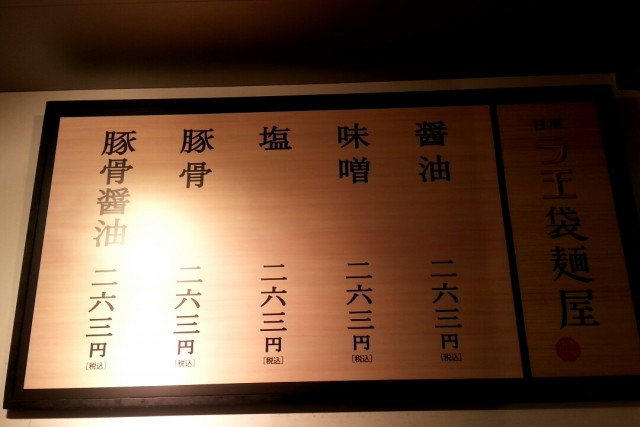 日清
ラ王袋麺屋
醤油
二六三円
[税込]
味噌
二六三円
[税込]
塩
二六三円
[税込]
豚骨
二六三円
[税込]
豚骨醤油
二六三円
[税込]